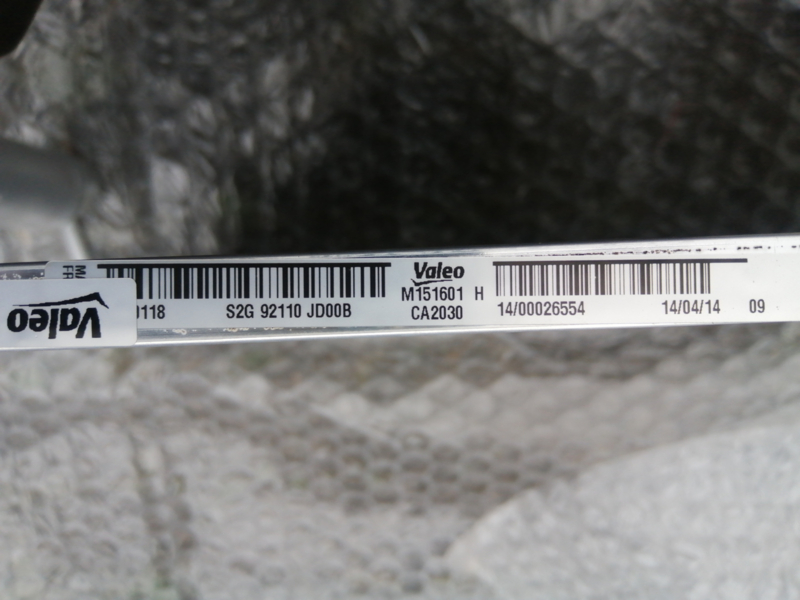 Valeo
0118 S2G 92110 JD00B
Valeo
M151601 H
CA2030
14/00026554 14/04/14 09